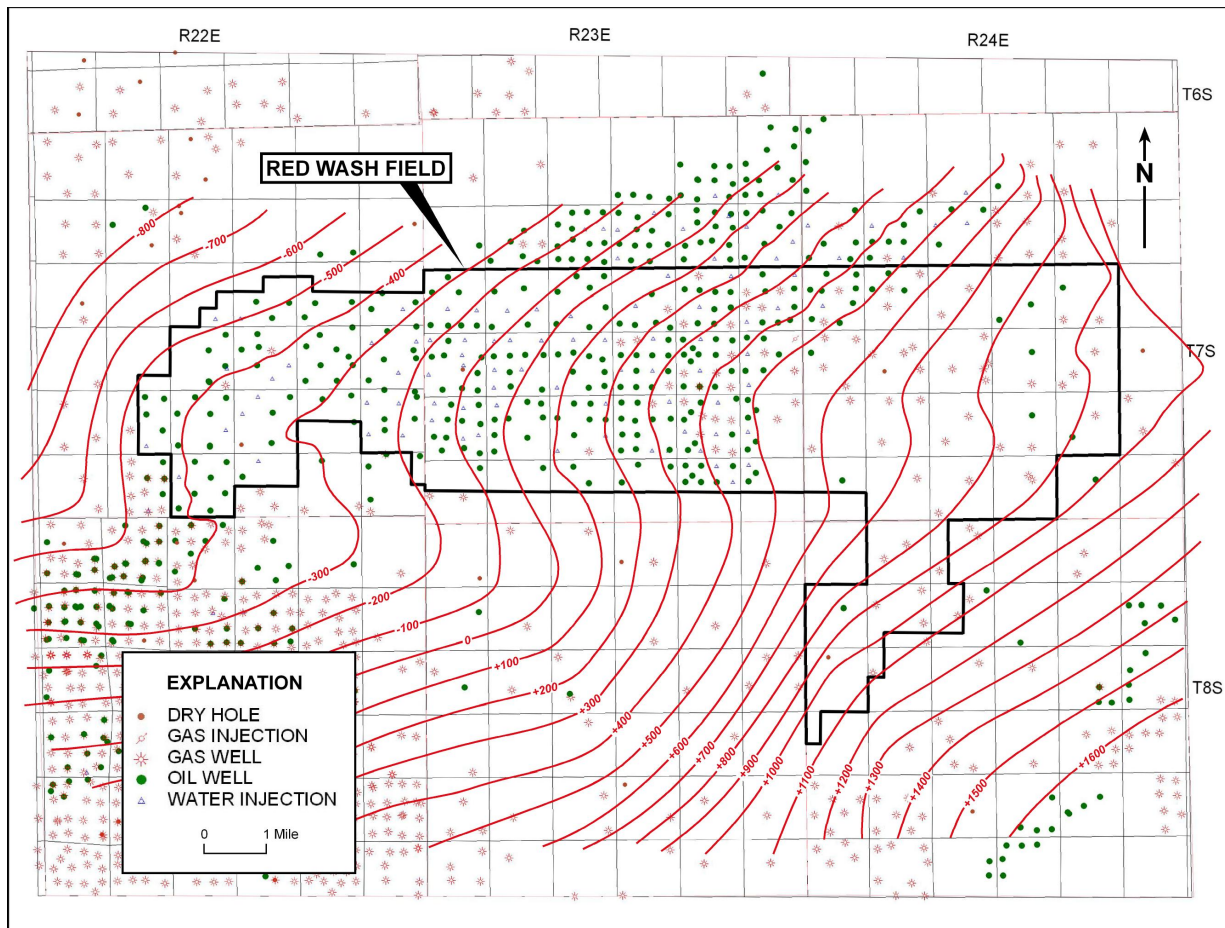 R22E
R23E
R24E
T6S
RED WASH FIELD
N
-800
-700
-600
-500
-400
T7S
-300
-200
-100
0
+100
+200
+300
+400
+500
+600
+700
+800
+900
+1000
+1100
+1200
+1300
+1400
+1500
+1600
T8S
EXPLANATION
DRY HOLE
GAS INJECTION
GAS WELL
OIL WELL
WATER INJECTION
0 1 Mile